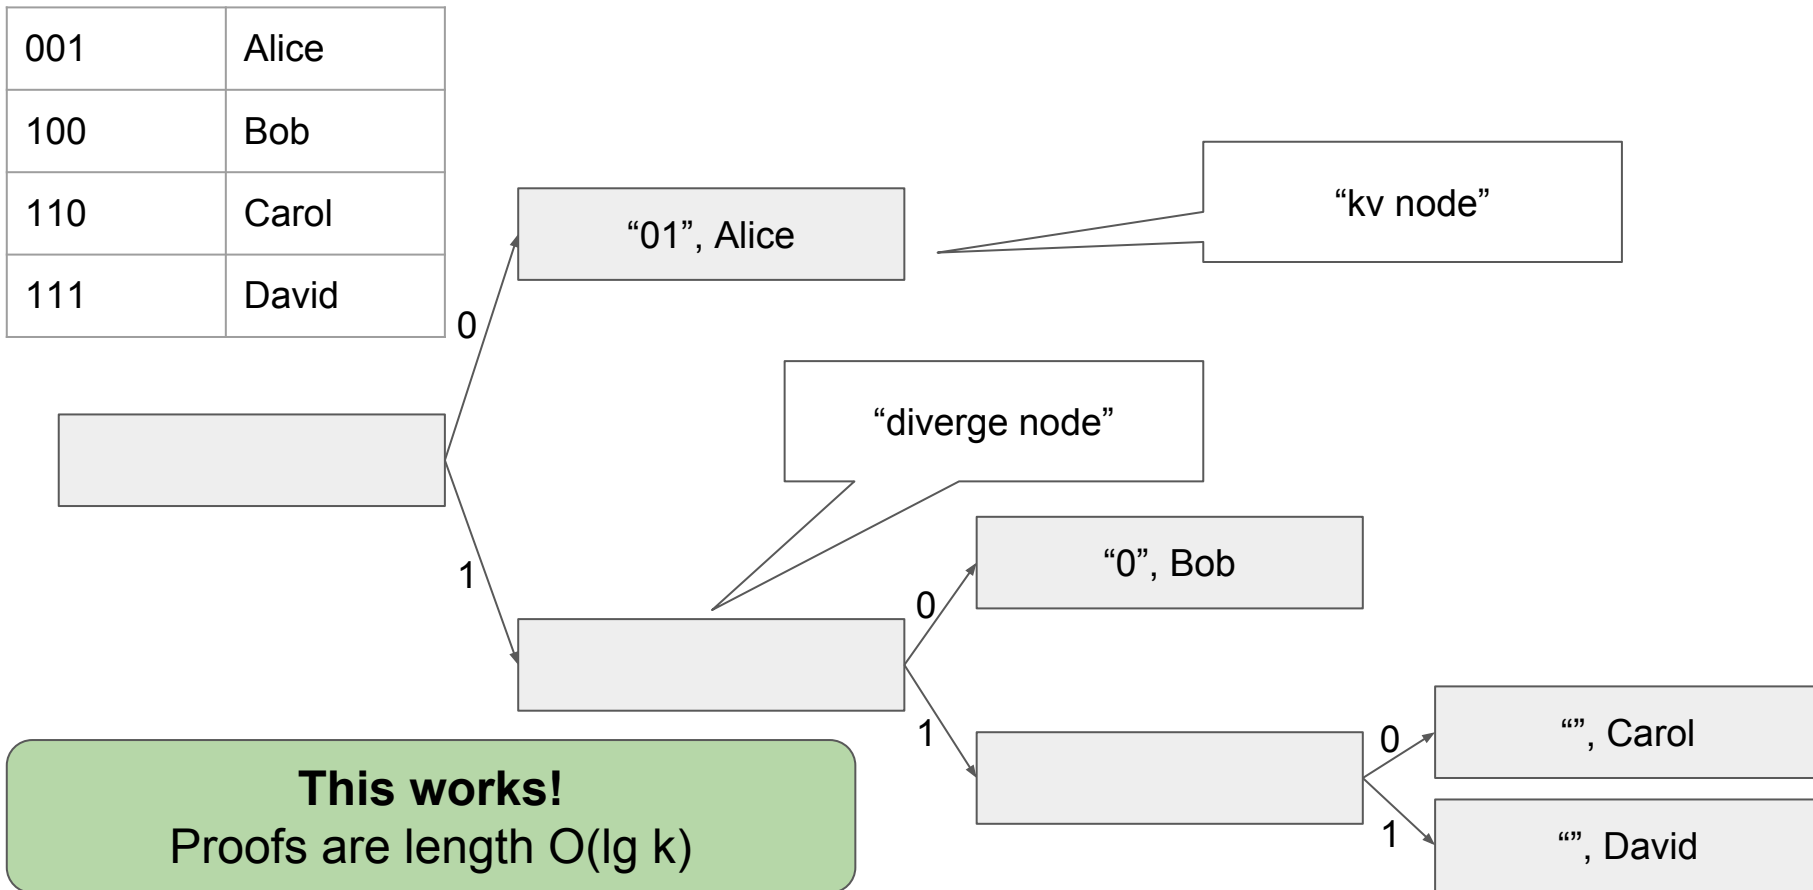 001 Alice
100 Bob
110 Carol
111 David
“01”, Alice
“kv node”
0
“diverge node”
1
“0”, Bob
0
1
“”, Carol
0
1
“”, David
This works!
Proofs are length O(lg k)